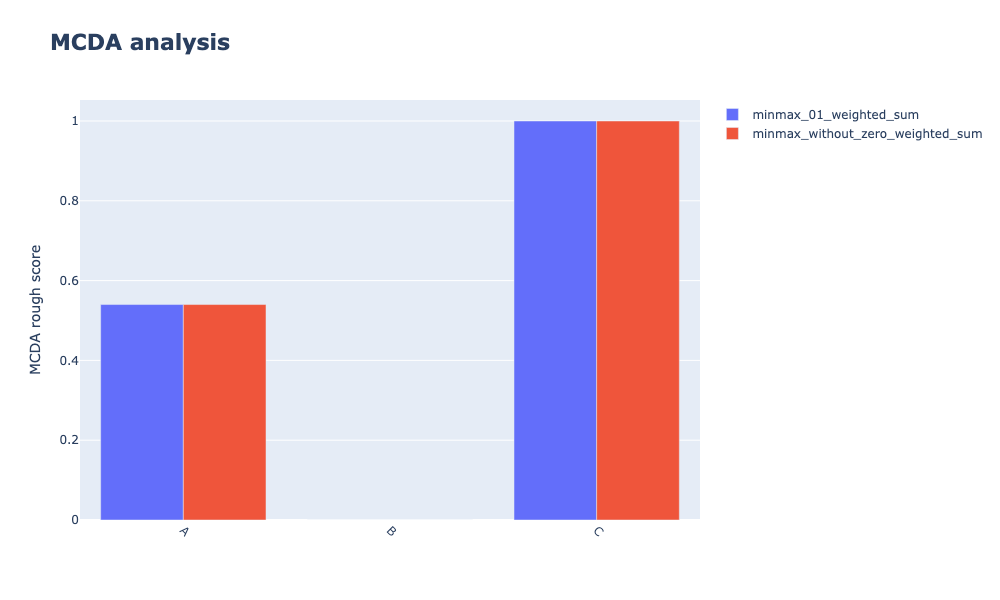 MCDA analysis
minmax_01_weighted_sum
minmax_without_zero_weighted_sum
MCDA rough score
1
0.8
0.6
0.4
0.2
0
A
B
C